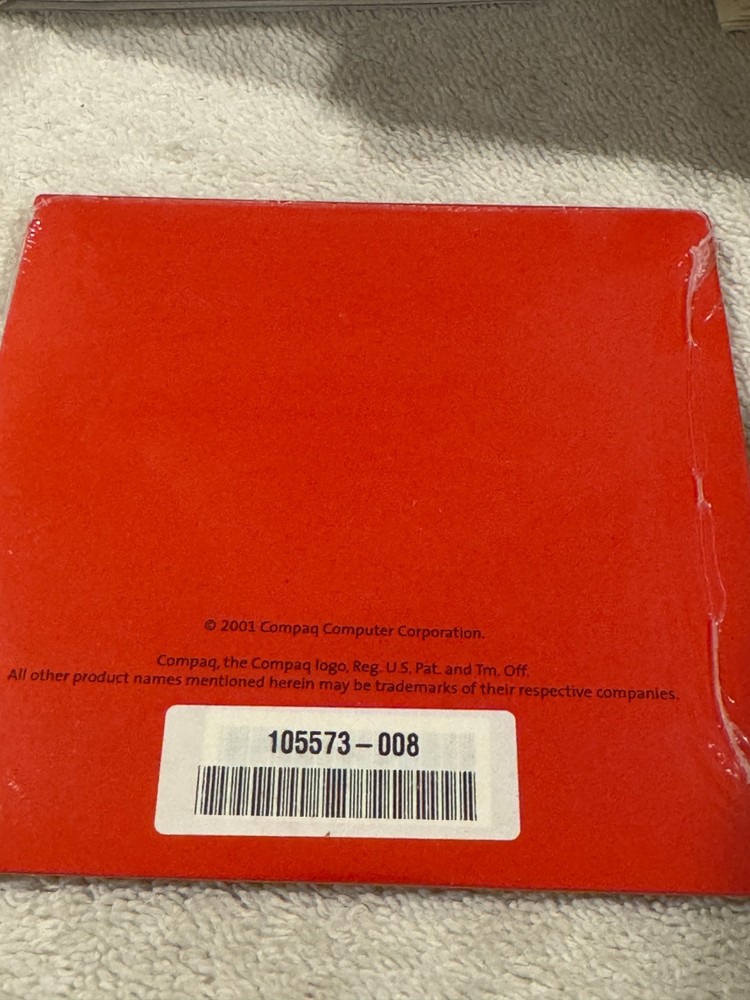 © 2001 Compaq Computer Corporation.
Compaq, the Compaq logo, Reg. U.S. Pat. and Tm. Off.
All other product names mentioned herein may be trademarks of their respective companies.
105573-008